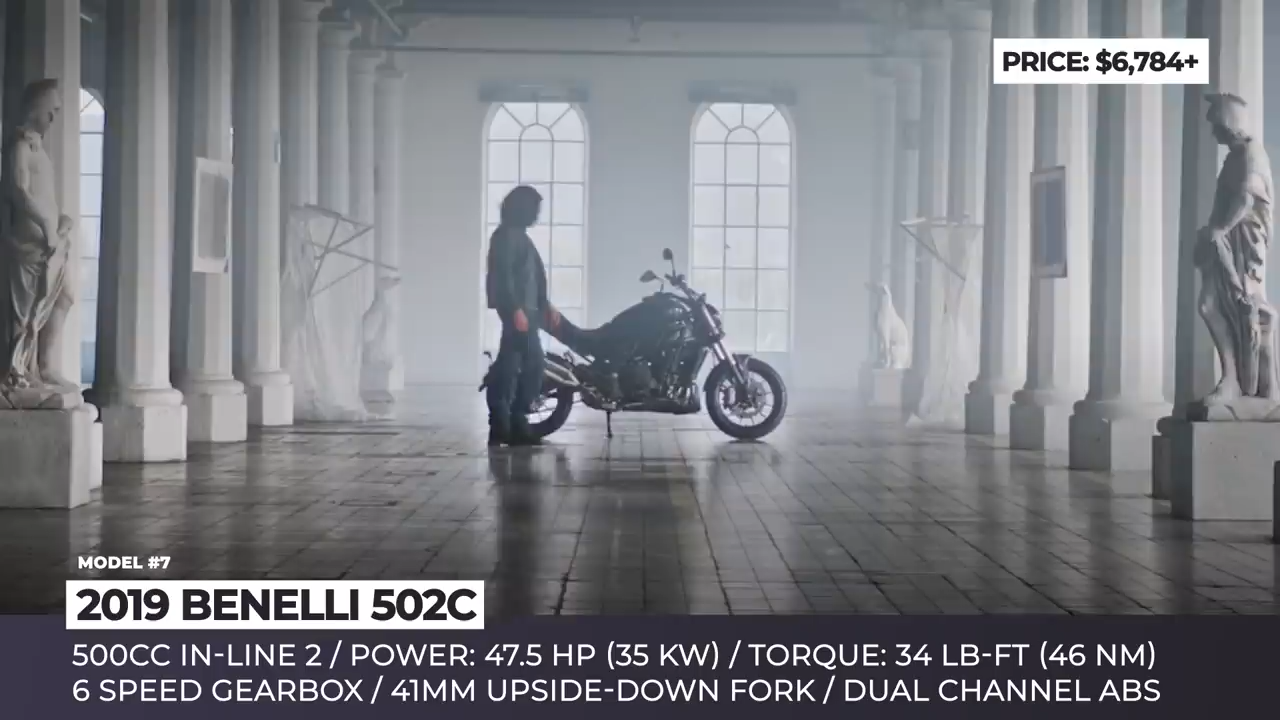 PRICE: $6,784+
MODEL #7
2019 BENELLI 502C
500CC IN-LINE 2 / POWER: 47.5 HP (35 KW) / TORQUE: 34 LB-FT (46 NM)
6 SPEED GEARBOX / 41MM UPSIDE-DOWN FORK / DUAL CHANNEL ABS